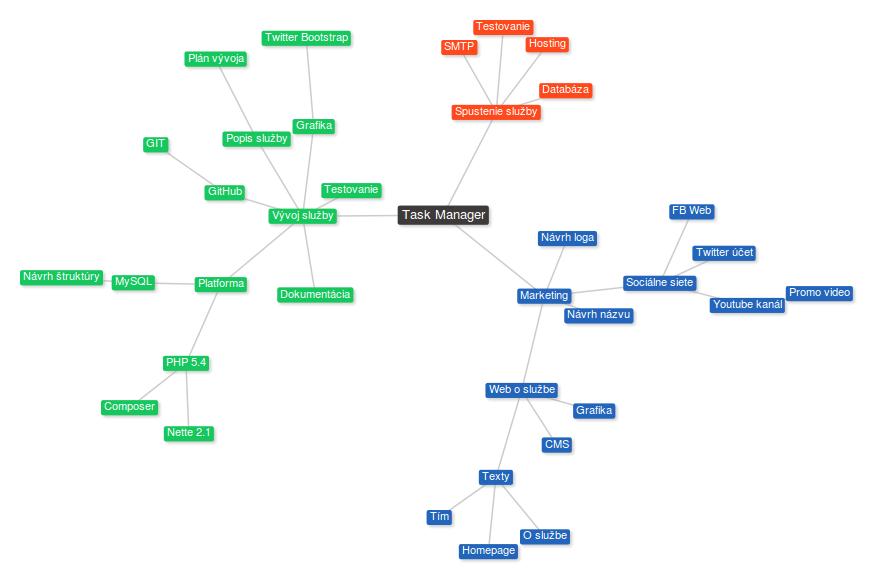 Testovanie
Twitter Bootstrap
SMTP
Hosting
Plán vývoja
Databáza
Spustenie služby
Grafika
Popis služby
GIT
GitHub
Testovanie
Vývoj služby
Task Manager
FB Web
Návrh loga
Twitter účet
Návrh štruktúry
MySQL
Platforma
Sociálne siete
Dokumentácia
Marketing
Promo video
Youtube kanál
Návrh názvu
PHP 5.4
Web o službe
Composer
Grafika
Nette 2.1
CMS
Texty
Tím
O službe
Homepage